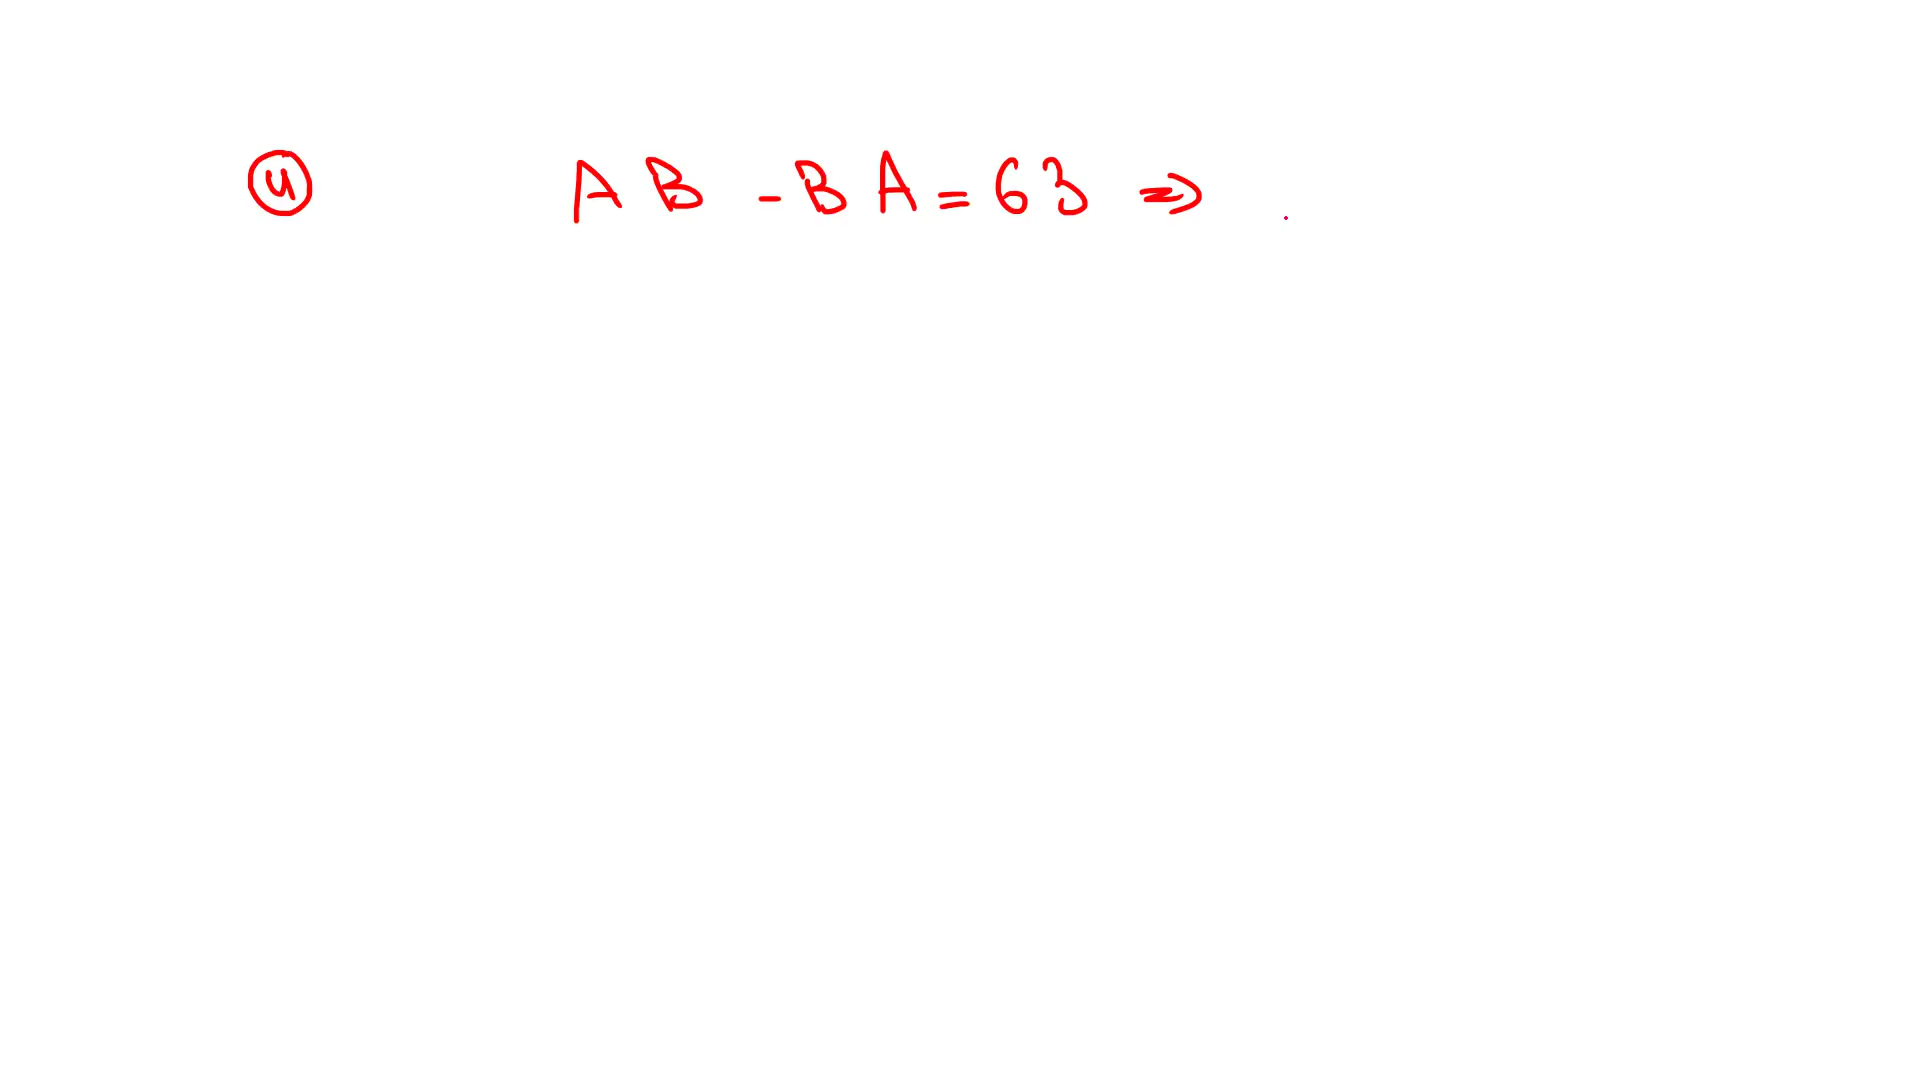 ④ AB - BA = 63 ⇒